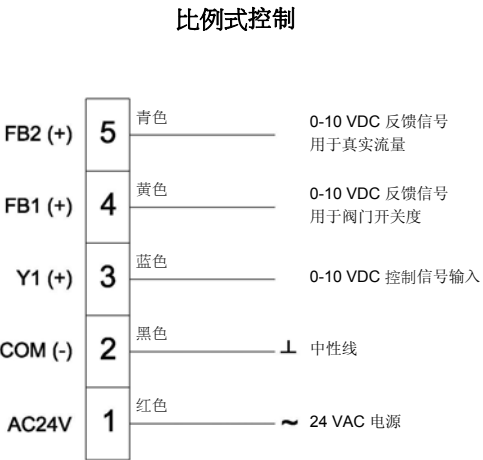 比例式控制
FB2 (+) 5 青色 0-10 VDC 反馈信号
用于真实流量
FB1 (+) 4 黄色 0-10 VDC 反馈信号
用于阀门开关度
Y1 (+) 3 蓝色 0-10 VDC 控制信号输入
COM (-) 2 黑色 ⊥ 中性线
AC24V 1 红色 ~ 24 VAC 电源